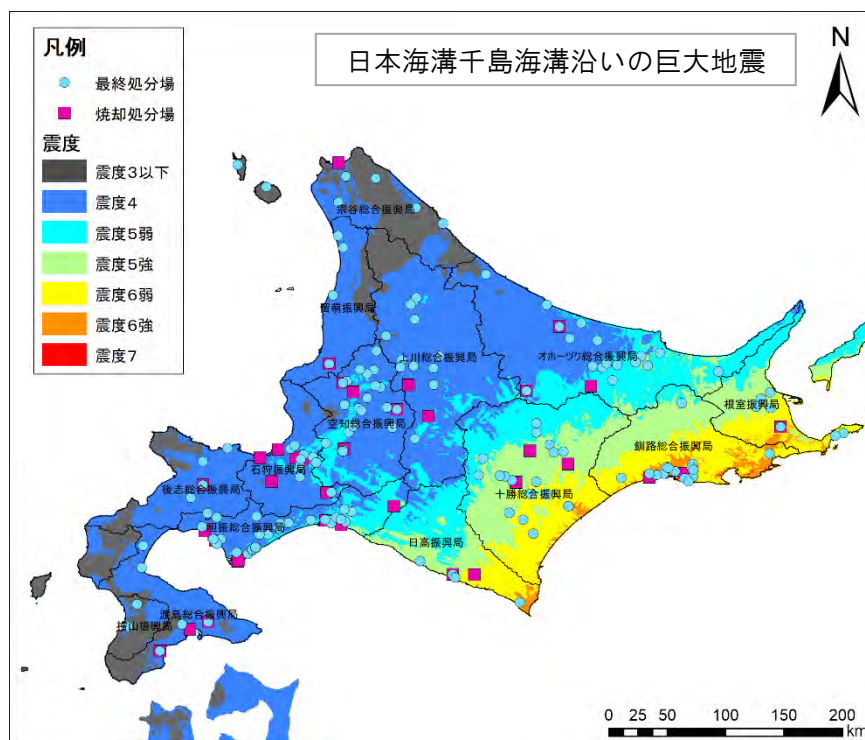 日本海溝千島海溝沿いの巨大地震
凡例
最終処分場
焼却処分場
震度
震度3以下
震度4
震度5弱
震度5強
震度6弱
震度6強
震度7
N
宗谷総合振興局
留萌振興局
上川総合振興局
オホーツク総合振興局
根室振興局
空知総合振興局
釧路総合振興局
石狩振興局
後志総合振興局
十勝総合振興局
胆振総合振興局
日高振興局
渡島総合振興局
檜山振興局
0 25 50 100 150 200
km